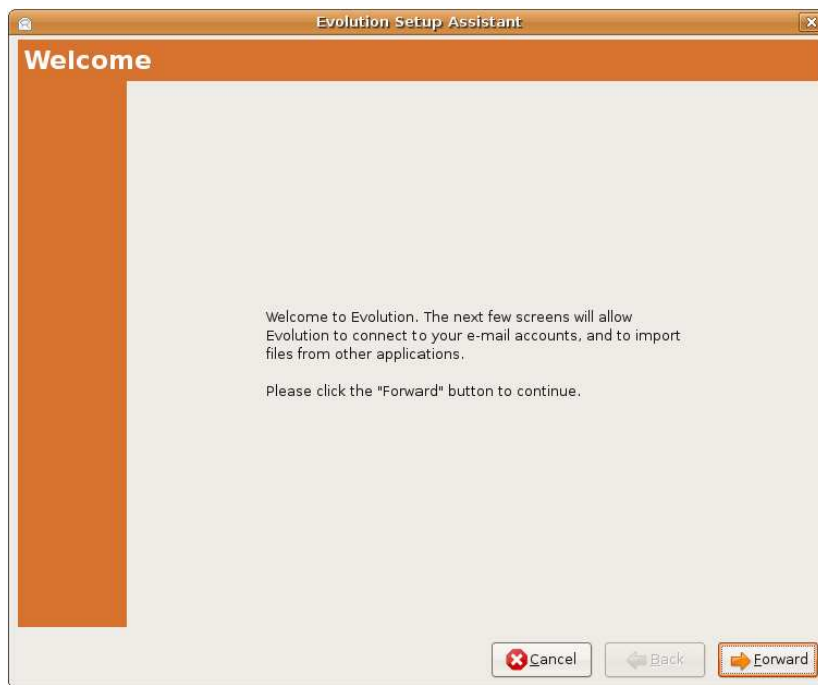 Evolution Setup Assistant
Welcome
Welcome to Evolution. The next few screens will allow
Evolution to connect to your e-mail accounts, and to import
files from other applications.
Please click the "Forward" button to continue.
Cancel Back Forward